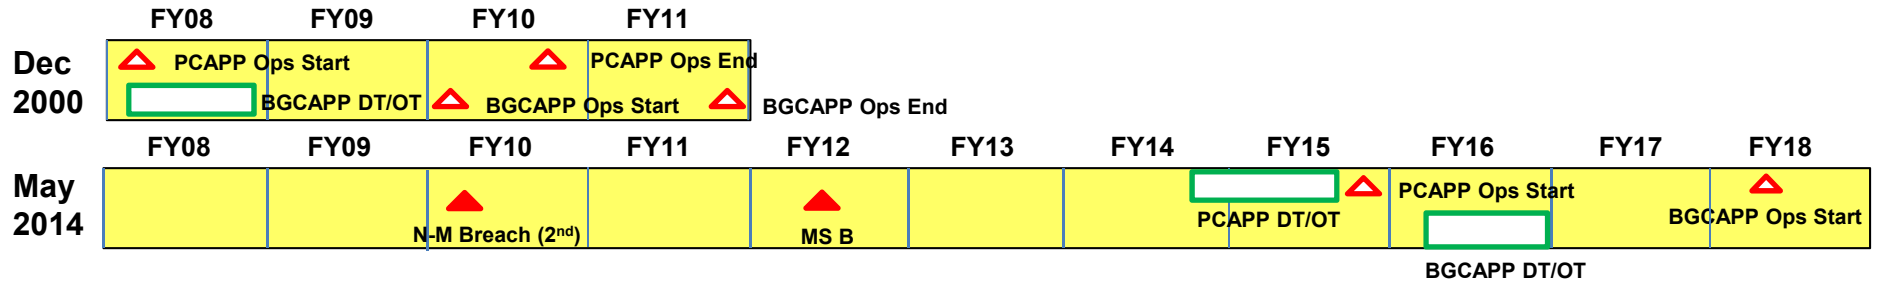 FY08 FY09 FY10 FY11
Dec 2000
PCAPP Ops Start PCAPP Ops End
BGCAPP DT/OT BGCAPP Ops Start BGCAPP Ops End
FY08 FY09 FY10 FY11 FY12 FY13 FY14 FY15 FY16 FY17 FY18
May 2014
PCAPP Ops Start
N-M Breach (2nd) MS B PCAPP DT/OT BGCAPP Ops Start
BGCAPP DT/OT